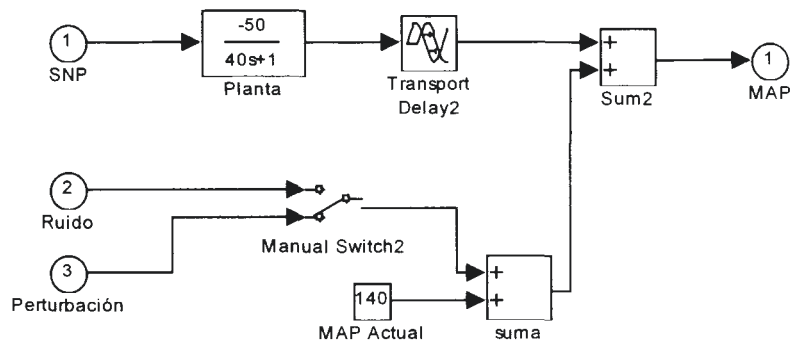 1
SNP
-50
40s+1
Planta
Transport
Delay2
+
+
Sum2
1
MAP
2
Ruido
Manual Switch2
3
Perturbación
140
MAP Actual
+
+
suma